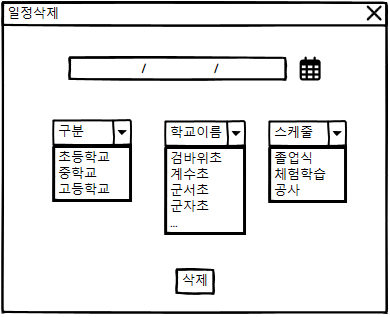 일정삭제
/ /
구분
초등학교
중학교
고등학교
학교이름
검바위초
계수초
군서초
군자초
...
스케줄
졸업식
체험학습
공사
삭제